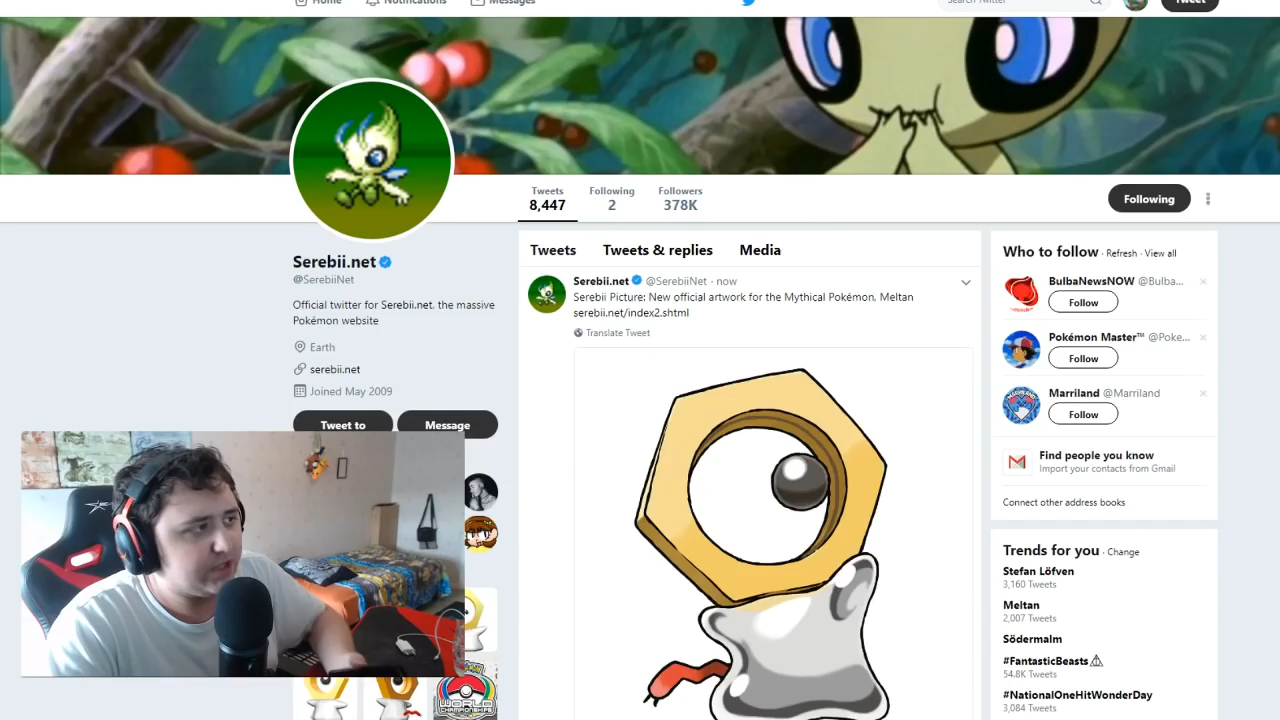 Home Notifications Messages
Search Twitter
Tweet
Tweets
8,447
Following
2
Followers
378K
Following
Serebii.net
@SerebiiNet
Official twitter for Serebii.net. the massive
Pokémon website
Earth
serebii.net
Joined May 2009
Tweet to
Message
Tweets Tweets & replies Media
Serebii.net @SerebiiNet · now
Serebii Picture: New official artwork for the Mythical Pokémon, Meltan
serebii.net/index2.shtml
Translate Tweet
Who to follow · Refresh · View all
BulbaNewsNOW @Bulba...
Follow
Pokémon Master™ @Poke...
Follow
Marriland @Marriland
Follow
Find people you know
Import your contacts from Gmail
Connect other address books
Trends for you · Change
Stefan Löfven
3,160 Tweets
Meltan
2,007 Tweets
Södermalm
#FantasticBeasts
54.8K Tweets
#NationalOneHitWonderDay
3,084 Tweets
WORLD
CHAMPIONSHIPS